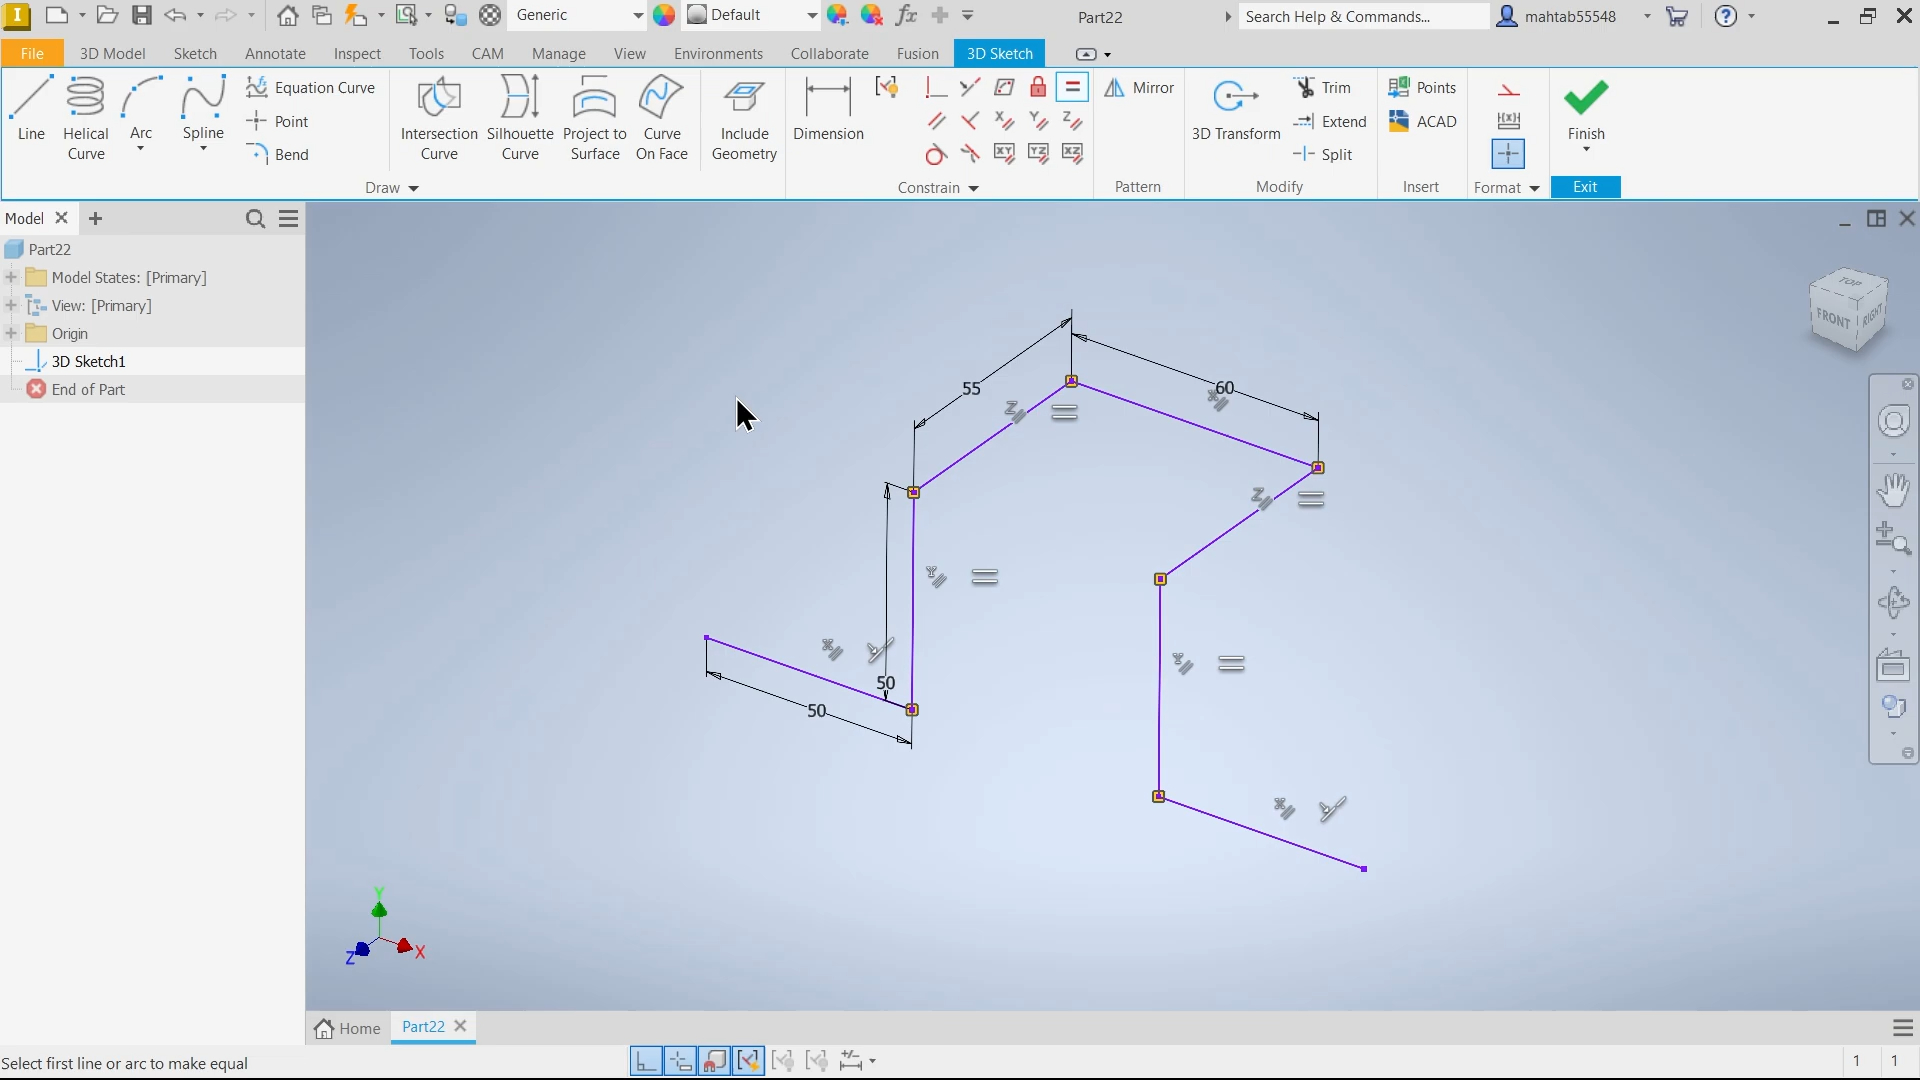 I Generic Default fx Part22 Search Help & Commands... mahtab55548
File 3D Model Sketch Annotate Inspect Tools CAM Manage View Environments Collaborate Fusion 3D Sketch
Line
Helical
Curve
Arc
Spline
Equation Curve
Point
Bend
Intersection
Curve
Silhouette
Curve
Project to
Surface
Curve
On Face
Include
Geometry
Dimension
Mirror
3D Transform
Trim
Extend
Split
Points
ACAD
Finish
Draw Constrain Pattern Modify Insert Format Exit
Model
Part22
Model States: [Primary]
View: [Primary]
Origin
3D Sketch1
End of Part
TOP
FRONT
RIGHT
55
60
50
50
Y
Z
X
Home Part22
Select first line or arc to make equal
1 1